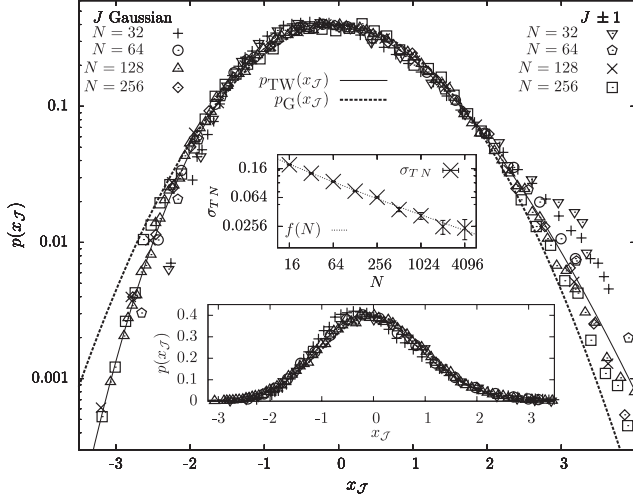 J Gaussian
N = 32
N = 64
N = 128
N = 256
J ± 1
N = 32
N = 64
N = 128
N = 256
p_TW(x_𝒥)
p_G(x_𝒥)
0.1
0.01
0.001
p(x_𝒥)
0.16
0.064
0.0256
σ_TN
σ_TN
f(N)
16 64 256 1024 4096
N
0.4
0.3
0.2
0.1
0
p(x_𝒥)
-3 -2 -1 0 1 2 3
x_𝒥
-3 -2 -1 0 1 2 3 4
x_𝒥